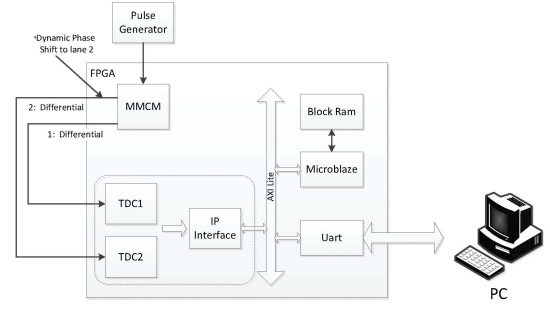 Pulse
Generator
*Dynamic Phase
Shift to lane 2
FPGA
MMCM
2: Differential
1: Differential
Block Ram
Microblaze
AXI Lite
TDC1
IP
Interface
TDC2
Uart
PC